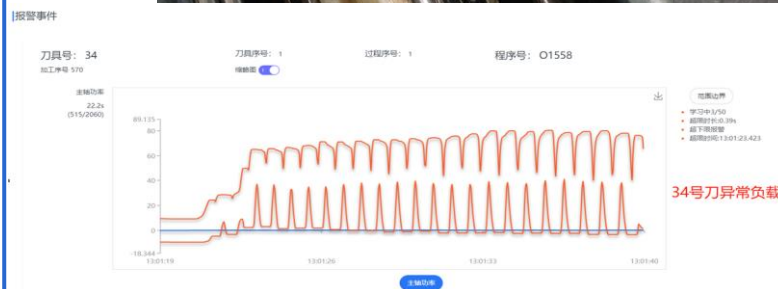 报警事件
刀具号： 34
刀具序号： 1
过程序号： 1
程序号： O1558
加工序号 570
缩略图
主轴功率
22.2s
(515/2060)
范围边界
学习中3/50
超限时长:0.39s
超下限报警
超限时间:13:01:23.423
89.135
80
60
40
20
0
-18.344
34号刀异常负载
13:01:19
13:01:26
13:01:33
13:01:40
主轴功率